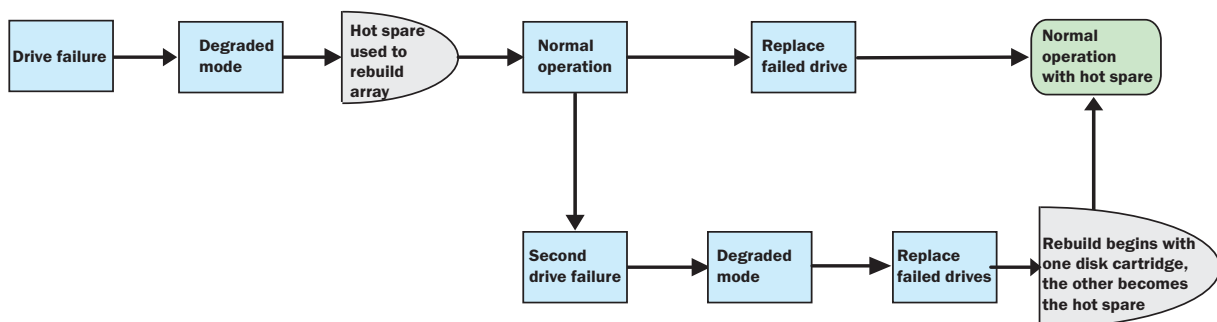 Drive failure
Degraded
mode
Hot spare
used to
rebuild
array
Normal
operation
Replace
failed drive
Normal
operation
with hot spare
Second
drive failure
Degraded
mode
Replace
failed drives
Rebuild begins with
one disk cartridge,
the other becomes
the hot spare